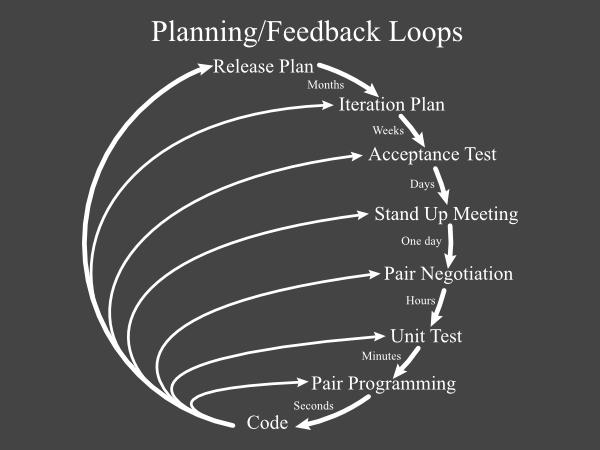 Planning/Feedback Loops
Release Plan
Months
Iteration Plan
Weeks
Acceptance Test
Days
Stand Up Meeting
One day
Pair Negotiation
Hours
Unit Test
Minutes
Pair Programming
Seconds
Code